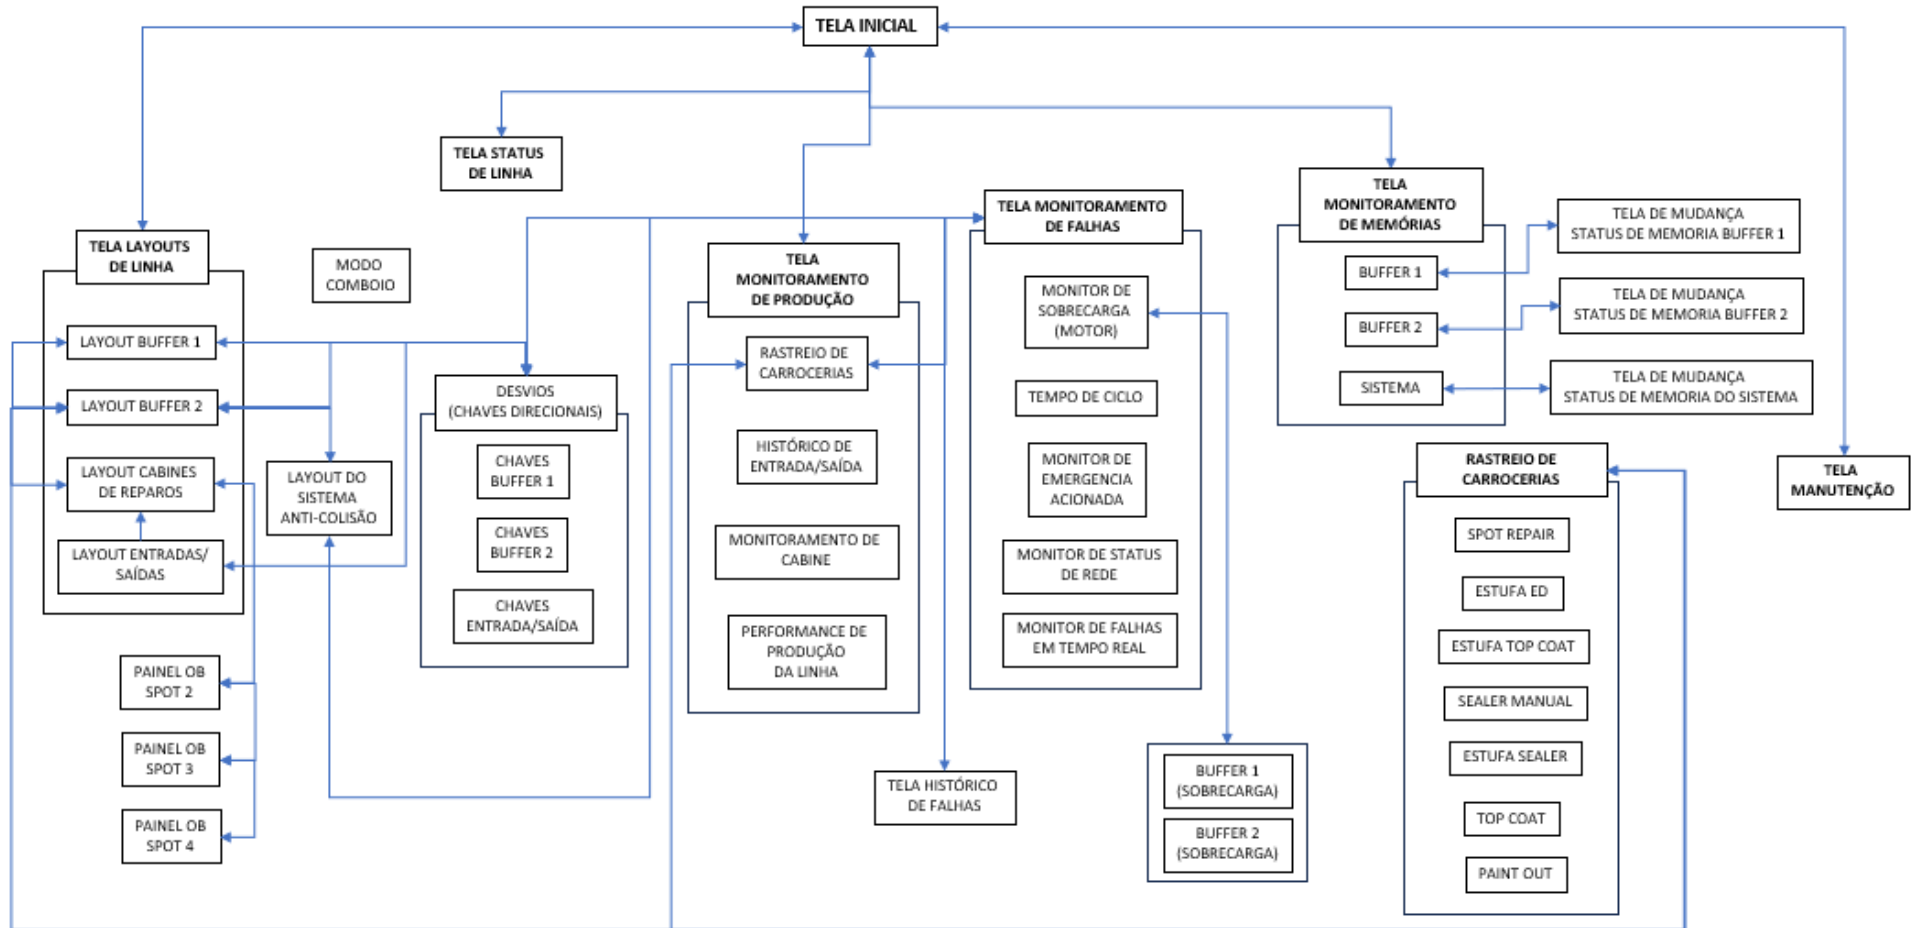 TELA INICIAL
TELA STATUS
DE LINHA
TELA LAYOUTS
DE LINHA
LAYOUT BUFFER 1
LAYOUT BUFFER 2
LAYOUT CABINES
DE REPAROS
LAYOUT ENTRADAS/
SAÍDAS
MODO
COMBOIO
LAYOUT DO
SISTEMA
ANTI-COLISÃO
PAINEL OB
SPOT 2
PAINEL OB
SPOT 3
PAINEL OB
SPOT 4
DESVIOS
(CHAVES DIRECIONAIS)
CHAVES
BUFFER 1
CHAVES
BUFFER 2
CHAVES
ENTRADA/SAÍDA
TELA
MONITORAMENTO
DE PRODUÇÃO
RASTREIO DE
CARROCERIAS
HISTÓRICO DE
ENTRADA/SAÍDA
MONITORAMENTO DE
CABINE
PERFORMANCE DE
PRODUÇÃO
DA LINHA
TELA MONITORAMENTO
DE FALHAS
MONITOR DE
SOBRECARGA
(MOTOR)
TEMPO DE CICLO
MONITOR DE
EMERGENCIA
ACIONADA
MONITOR DE STATUS
DE REDE
MONITOR DE FALHAS
EM TEMPO REAL
TELA HISTÓRICO
DE FALHAS
BUFFER 1
(SOBRECARGA)
BUFFER 2
(SOBRECARGA)
TELA
MONITORAMENTO
DE MEMÓRIAS
BUFFER 1
BUFFER 2
SISTEMA
TELA DE MUDANÇA
STATUS DE MEMORIA BUFFER 1
TELA DE MUDANÇA
STATUS DE MEMORIA BUFFER 2
TELA DE MUDANÇA
STATUS DE MEMORIA DO SISTEMA
RASTREIO DE
CARROCERIAS
SPOT REPAIR
ESTUFA ED
ESTUFA TOP COAT
SEALER MANUAL
ESTUFA SEALER
TOP COAT
PAINT OUT
TELA
MANUTENÇÃO